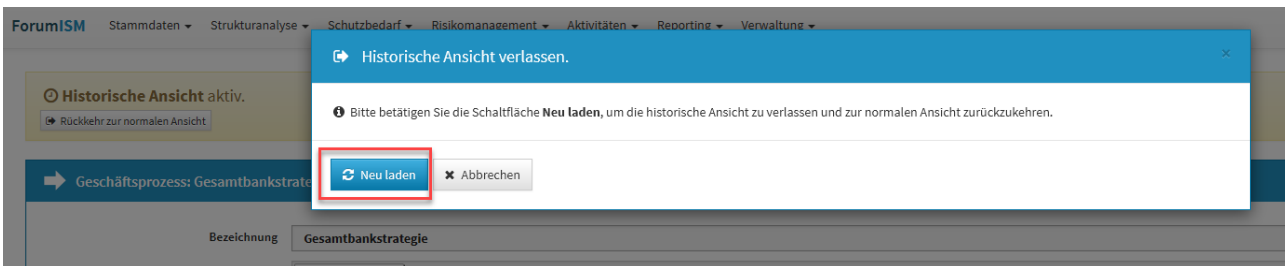 ForumISM Stammdaten Strukturanalyse Schutzbedarf Risikomanagement Aktivitäten Reporting Verwaltung
Historische Ansicht verlassen. ×
Historische Ansicht aktiv.
Rückkehr zur normalen Ansicht
Bitte betätigen Sie die Schaltfläche Neu laden, um die historische Ansicht zu verlassen und zur normalen Ansicht zurückzukehren.
Neu laden Abbrechen
Geschäftsprozess: Gesamtbankstrate
Bezeichnung Gesamtbankstrategie